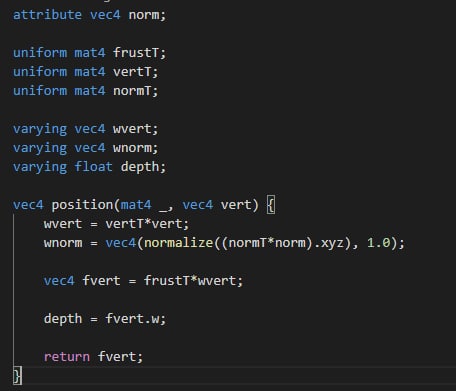 attribute vec4 norm;
uniform mat4 frustT;
uniform mat4 vertT;
uniform mat4 normT;
varying vec4 wvert;
varying vec4 wnorm;
varying float depth;
vec4 position(mat4 _, vec4 vert) {
    wvert = vertT*vert;
    wnorm = vec4(normalize((normT*norm).xyz), 1.0);
    vec4 fvert = frustT*wvert;
    depth = fvert.w;
    return fvert;
}